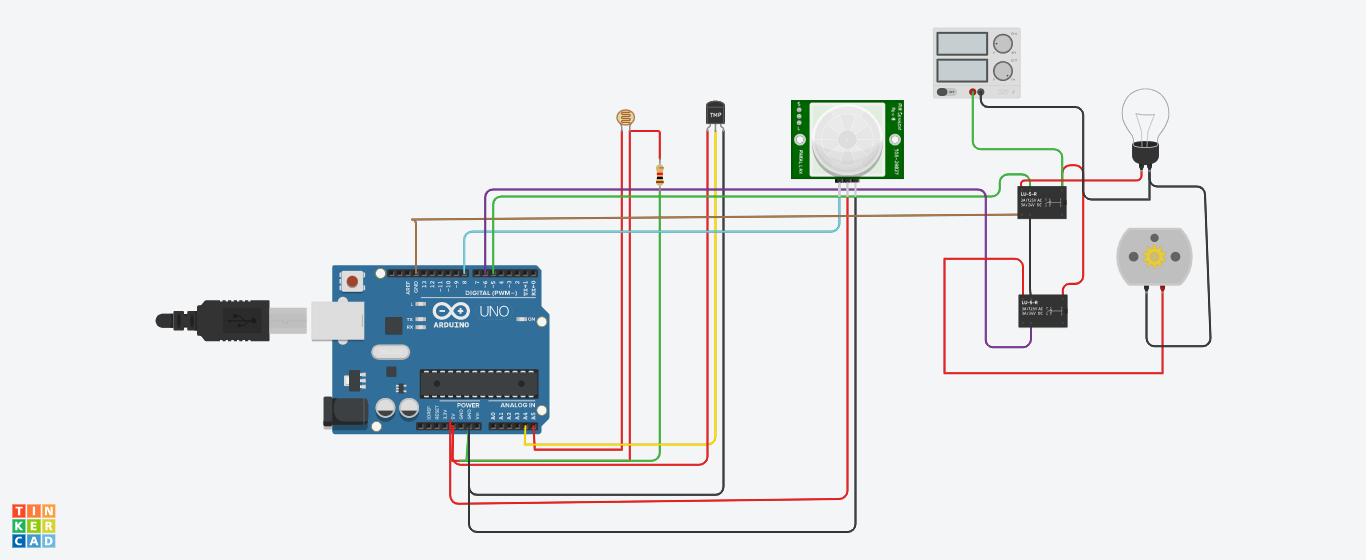 TMP
LU-5-R
LU-5-R
AREF
GND
13
12
~11
~10
~9
8
7
~6
~5
4
~3
2
TX→1
RX←0
DIGITAL (PWM~)
L
TX
RX
ARDUINO
UNO
ON
POWER
ANALOG IN
IOREF
RESET
3.3V
5V
GND
GND
Vin
A0
A1
A2
A3
A4
A5
TIN
KER
CAD